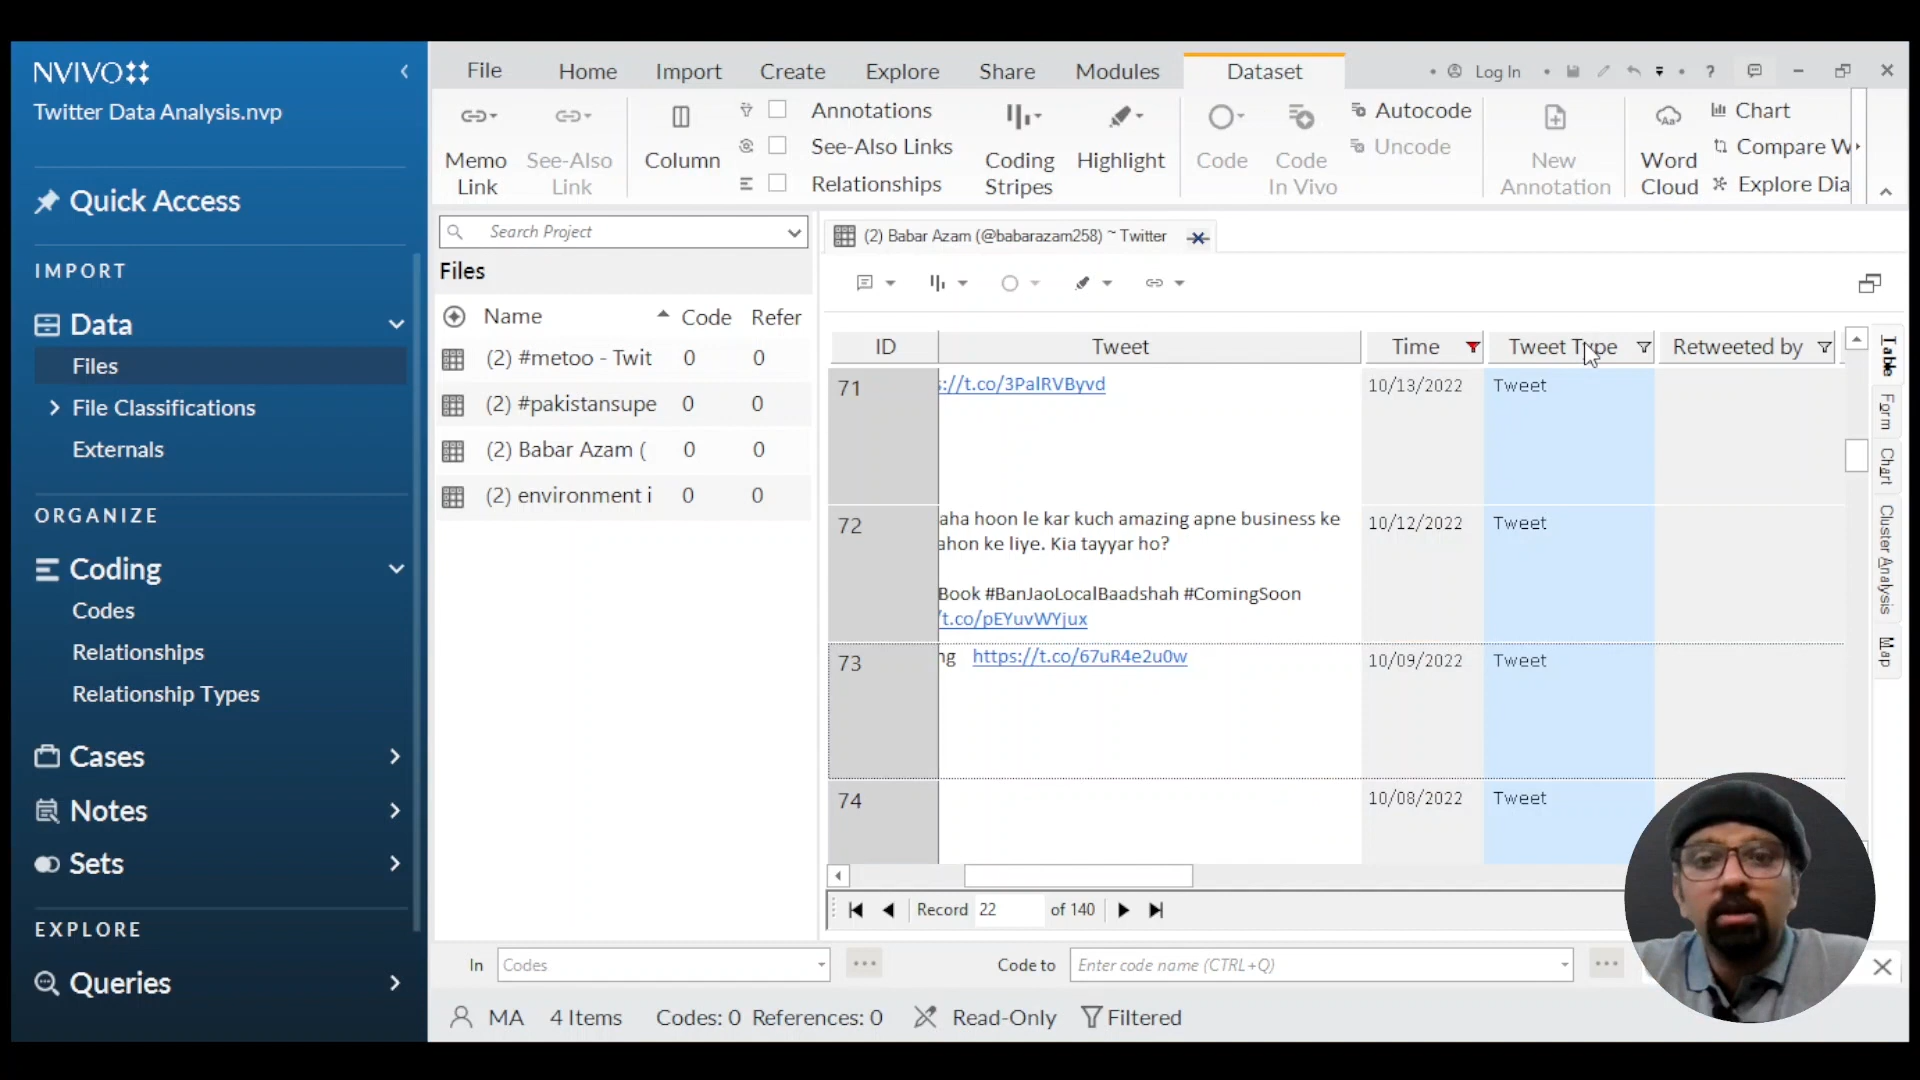 NVIVO
Twitter Data Analysis.nvp
Quick Access
IMPORT
Data
Files
File Classifications
Externals
ORGANIZE
Coding
Codes
Relationships
Relationship Types
Cases
Notes
Sets
EXPLORE
Queries
File Home Import Create Explore Share Modules Dataset Log In ?
Memo Link
See-Also Link
Column
Annotations
See-Also Links
Relationships
Coding Stripes
Highlight
Code
Code In Vivo
Autocode
Uncode
New Annotation
Word Cloud
Chart
Compare W
Explore Dia
Search Project
Files
Name Code Refer
(2) #metoo - Twit 0 0
(2) #pakistansupe 0 0
(2) Babar Azam ( 0 0
(2) environment i 0 0
(2) Babar Azam (@babarazam258) ~ Twitter
ID Tweet Time Tweet Type Retweeted by
71 ://t.co/3PalRVByvd 10/13/2022 Tweet
72 aha hoon le kar kuch amazing apne business ke 10/12/2022 Tweet
ahon ke liye. Kia tayyar ho?
Book #BanJaoLocalBaadshah #ComingSoon
/t.co/pEYuvWYjux
73 ng https://t.co/67uR4e2u0w 10/09/2022 Tweet
74 10/08/2022 Tweet
Table
Form
Chart
Cluster Analysis
Map
Record 22 of 140
In Codes Code to Enter code name (CTRL+Q)
MA 4 Items Codes: 0 References: 0 Read-Only Filtered